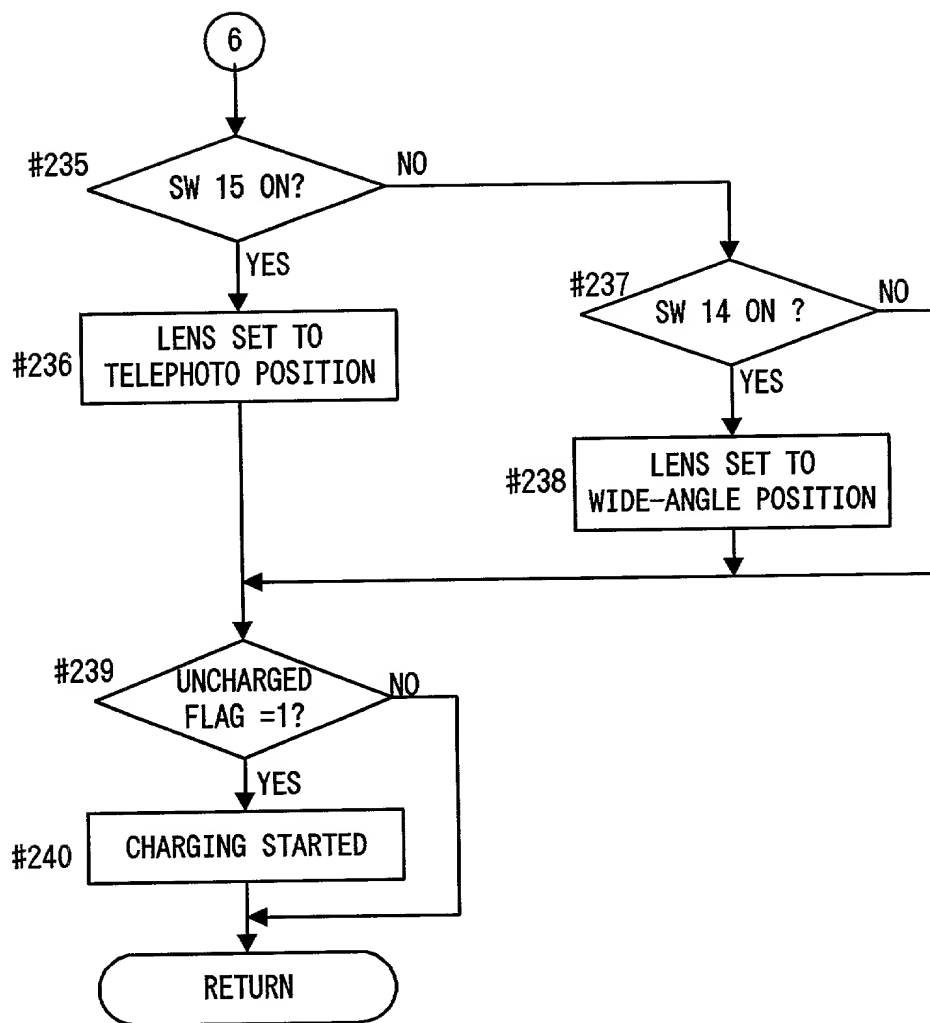 6
#235
SW 15 ON?
NO
YES
#236
LENS SET TO
TELEPHOTO POSITION
#237
SW 14 ON ?
NO
YES
#238
LENS SET TO
WIDE-ANGLE POSITION
#239
UNCHARGED
FLAG =1?
NO
YES
#240
CHARGING STARTED
RETURN